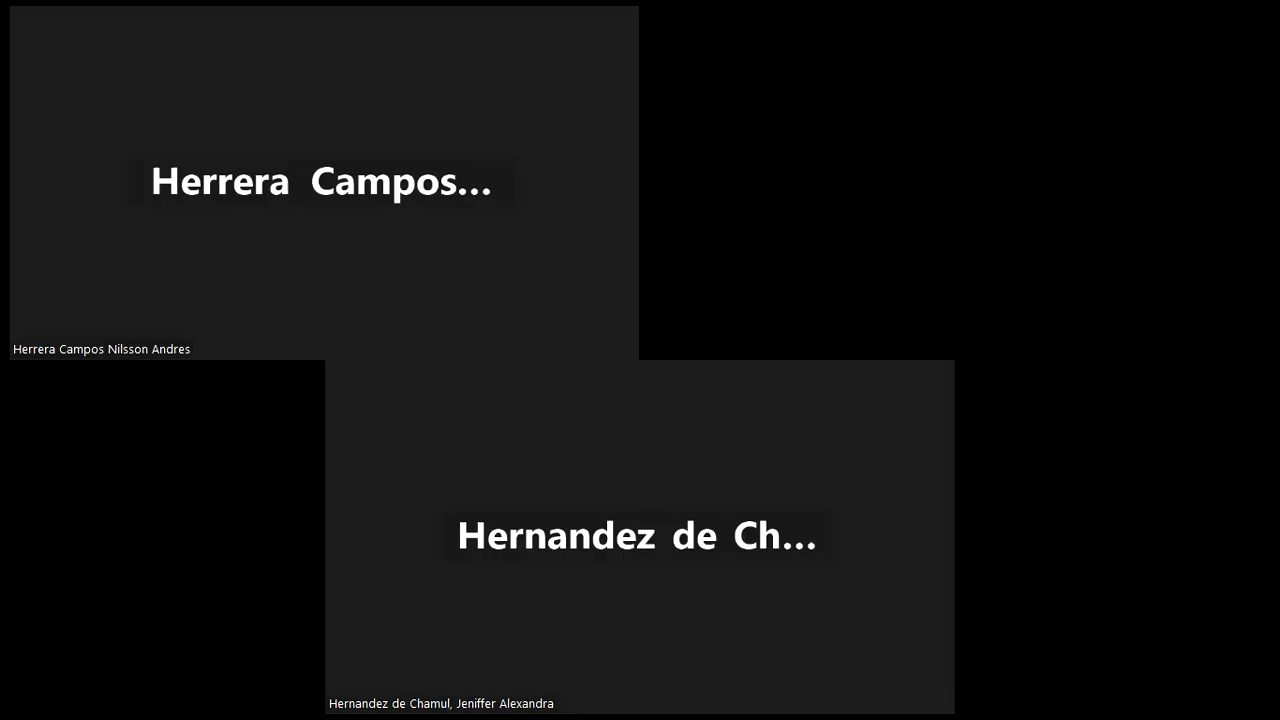 Herrera Campos...
Herrera Campos Nilsson Andres
Hernandez de Ch...
Hernandez de Chamul, Jeniffer Alexandra